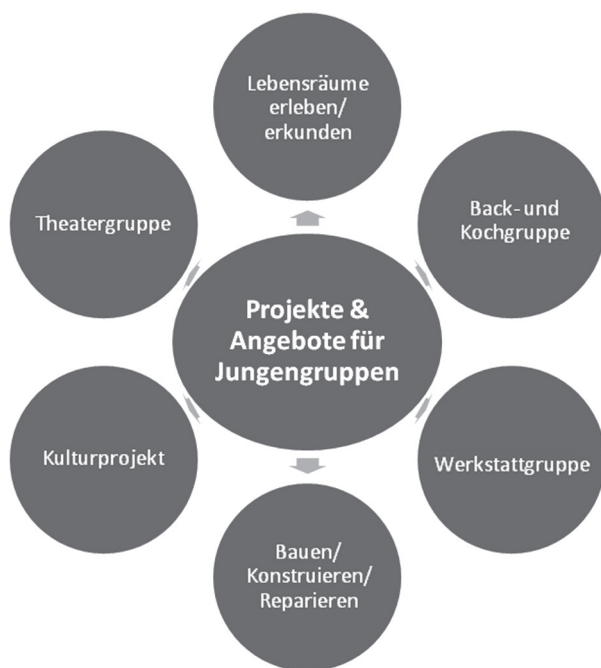 Lebensräume
erleben/
erkunden
Theatergruppe
Back- und
Kochgruppe
Projekte &
Angebote für
Jungengruppen
Kulturprojekt
Werkstattgruppe
Bauen/
Konstruieren/
Reparieren